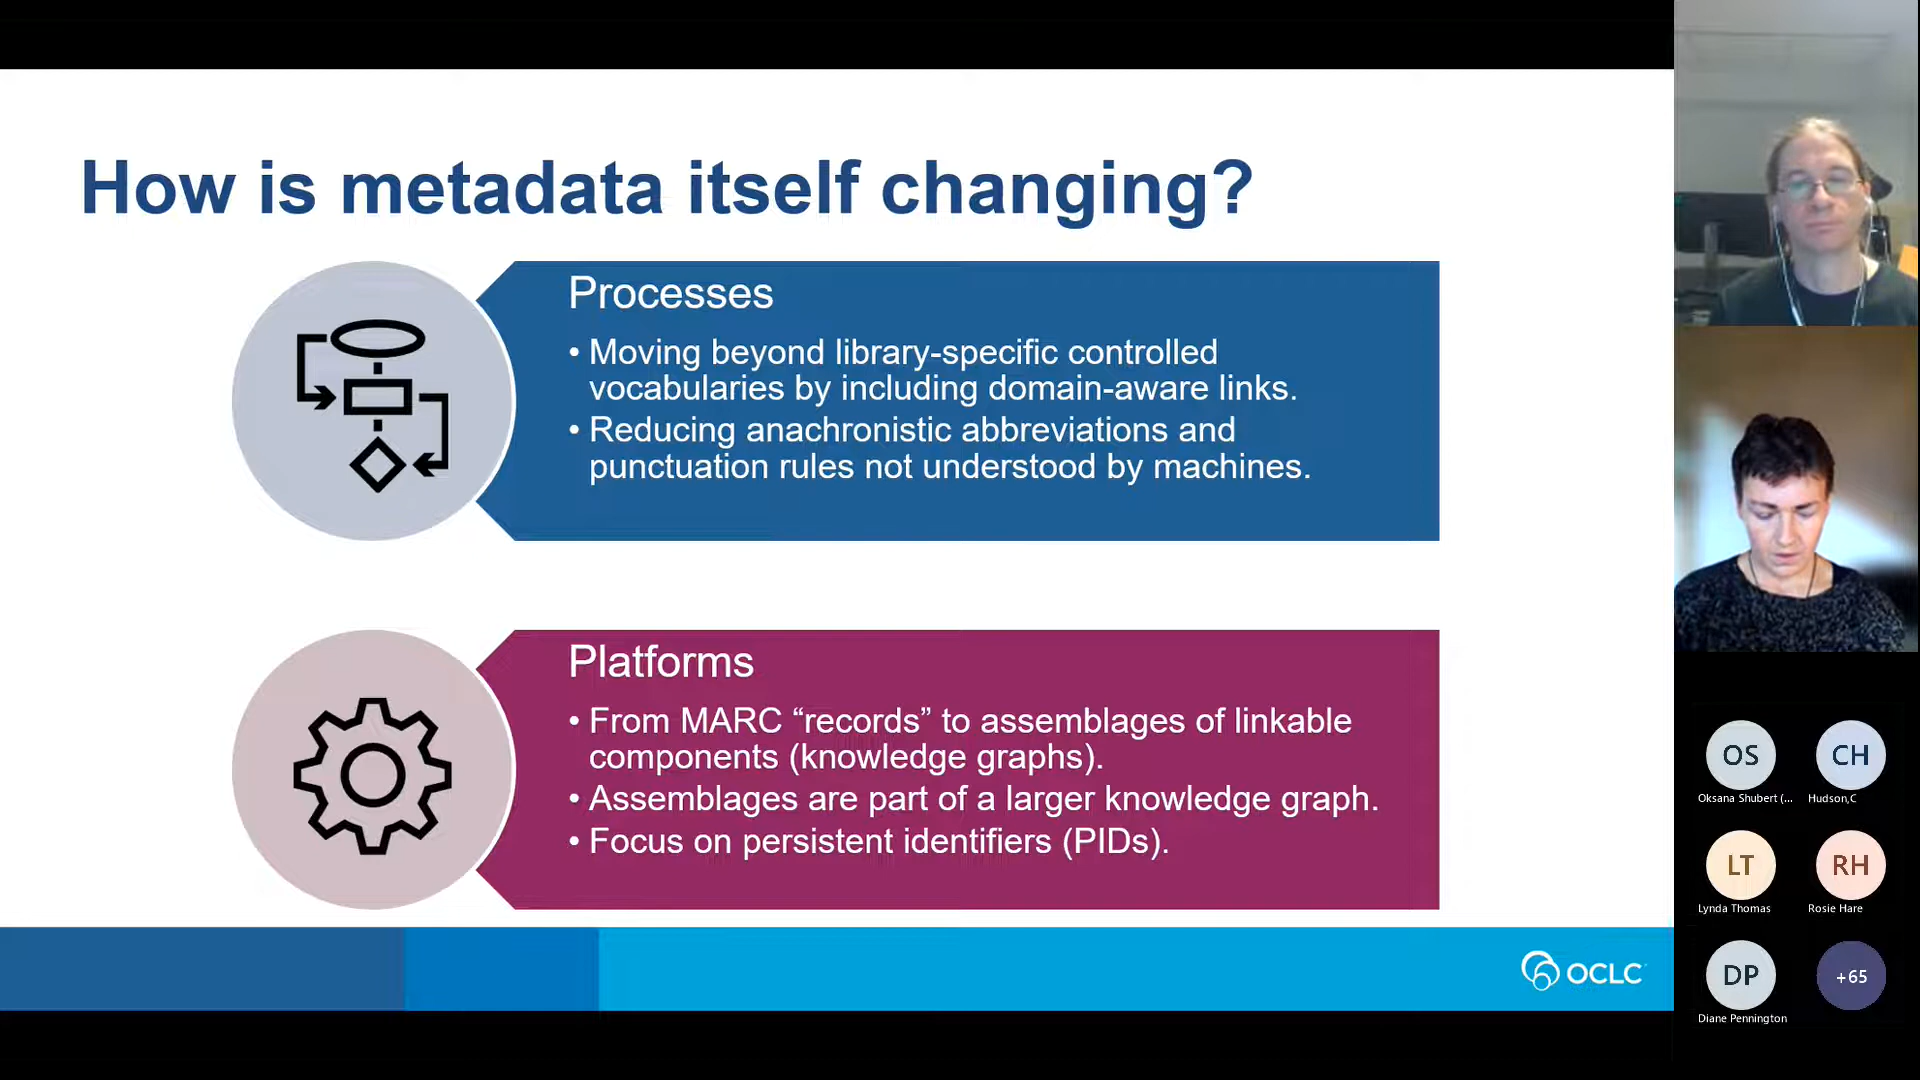 How is metadata itself changing?
Processes
• Moving beyond library-specific controlled
vocabularies by including domain-aware links.
• Reducing anachronistic abbreviations and
punctuation rules not understood by machines.
Platforms
• From MARC “records” to assemblages of linkable
components (knowledge graphs).
• Assemblages are part of a larger knowledge graph.
• Focus on persistent identifiers (PIDs).
OCLC
OS
CH
Oksana Shubert (...
Hudson,C
LT
RH
Lynda Thomas
Rosie Hare
DP
+65
Diane Pennington